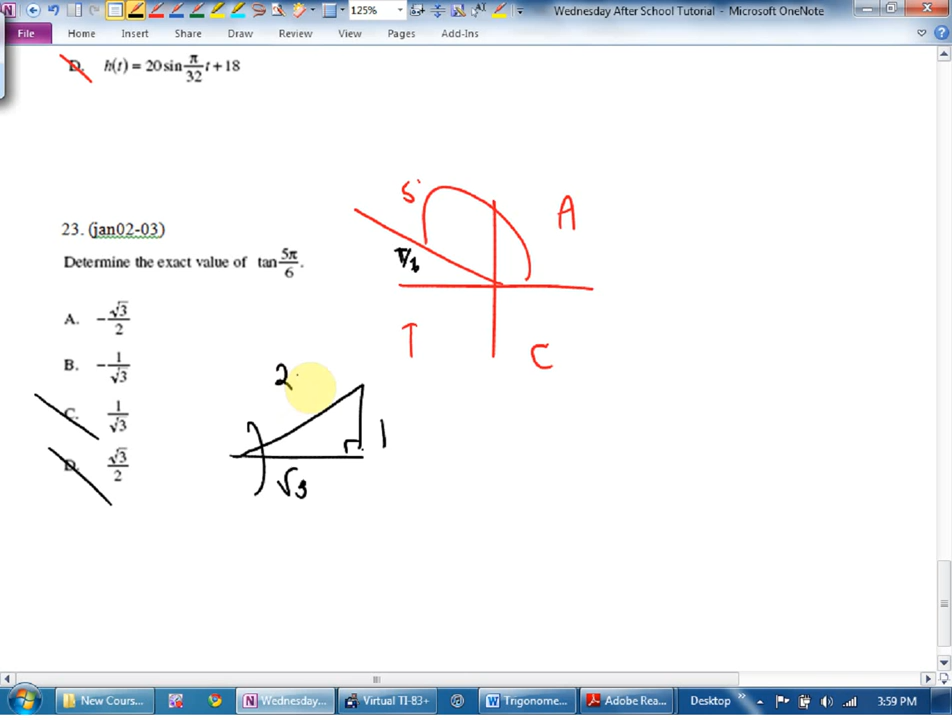 125%
Wednesday After School Tutorial - Microsoft OneNote
File Home Insert Share Draw Review View Pages Add-Ins
D. h(t) = 20 sin π/32 t + 18
S
A
23. (jan02-03)
Determine the exact value of tan 5π/6.
T
C
A. -√3/2
B. -1/√3
C. 1/√3
D. √3/2
2
1
√3
New Cours... Wednesday... Virtual TI-83+ Trigonome... Adobe Rea... Desktop 3:59 PM